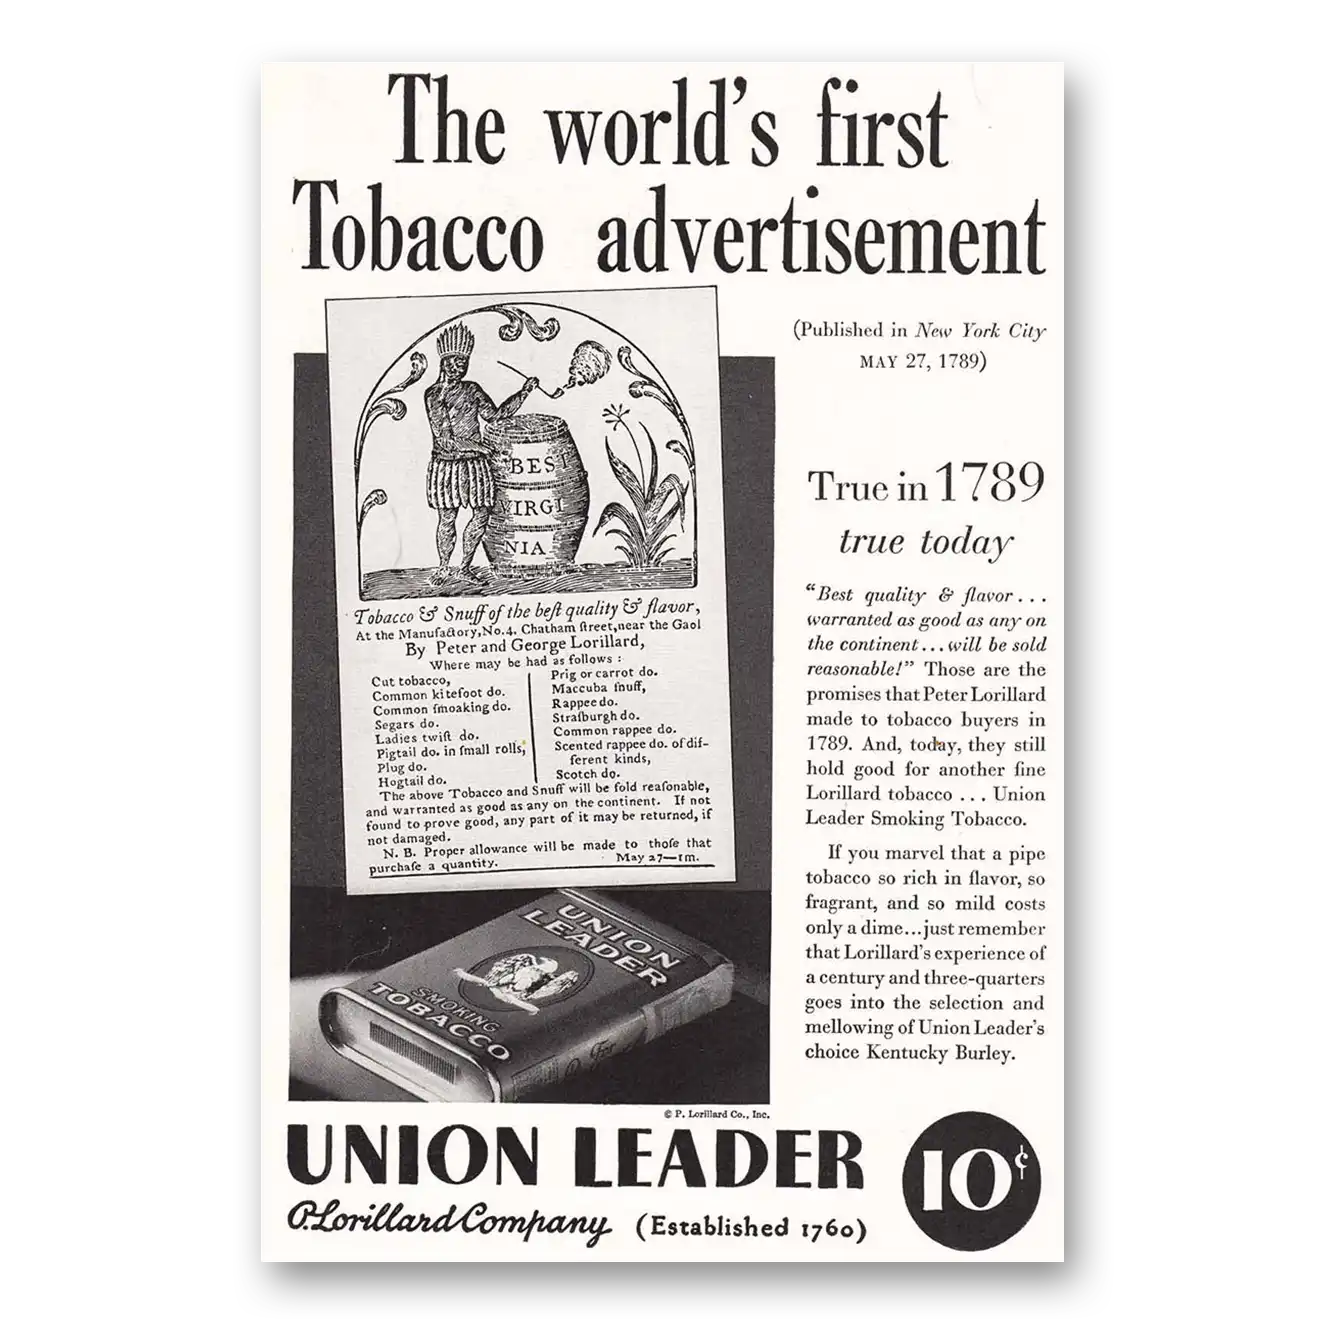 The world's first
Tobacco advertisement
(Published in New York City
MAY 27, 1789)
BEST
VIRGI
NIA
Tobacco & Snuff of the beſt quality & flavor,
At the Manufactory, No. 4. Chatham ſtreet, near the Gaol
By Peter and George Lorillard,
Where may be had as follows :
Cut tobacco,
Common kitefoot do.
Common ſmoaking do.
Segars do.
Ladies twiſt do.
Pigtail do. in ſmall rolls,
Plug do.
Hogtail do.
Prig or carrot do.
Maccuba ſnuff,
Rappee do.
Straſburgh do.
Common rappee do.
Scented rappee do. of dif-
ferent kinds,
Scotch do.
The above Tobacco and Snuff will be ſold reaſonable,
and warranted as good as any on the continent. If not
found to prove good, any part of it may be returned, if
not damaged.
N. B. Proper allowance will be made to thoſe that
purchaſe a quantity. May 27—1m.
True in 1789
true today
“Best quality & flavor . . .
warranted as good as any on
the continent . . . will be sold
reasonable!” Those are the
promises that Peter Lorillard
made to tobacco buyers in
1789. And, today, they still
hold good for another fine
Lorillard tobacco . . . Union
Leader Smoking Tobacco.
If you marvel that a pipe
tobacco so rich in flavor, so
fragrant, and so mild costs
only a dime...just remember
that Lorillard's experience of
a century and three-quarters
goes into the selection and
mellowing of Union Leader's
choice Kentucky Burley.
UNION
LEADER
SMOKING
TOBACCO
© P. Lorillard Co., Inc.
UNION LEADER
10¢
P. Lorillard Company (Established 1760)